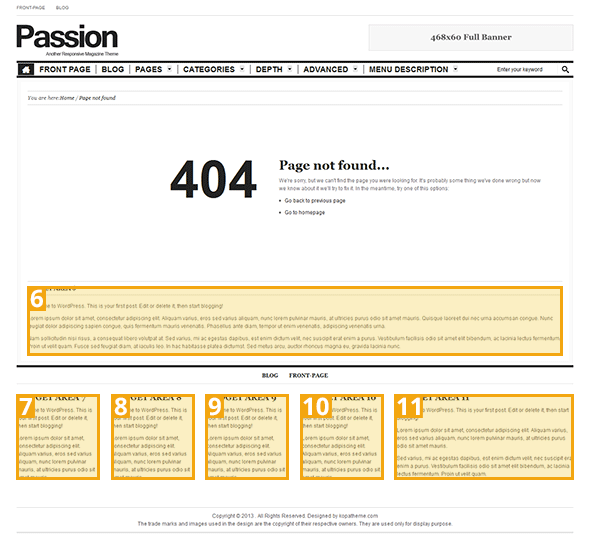 FRONT-PAGE BLOG
Passion
Another Responsive Magazine Theme
468x60 Full Banner
FRONT PAGE BLOG PAGES CATEGORIES DEPTH ADVANCED MENU DESCRIPTION Enter your keyword
You are here: Home / Page not found
404
Page not found...
We're sorry, but we can't find the page you were looking for. It's probably some thing we've done wrong but now
we know about it we'll try to fix it. In the meantime, try one of this options:
Go back to previous page
Go to homepage
6
to WordPress. This is your first post. Edit or delete it, then start blogging!
Lorem ipsum dolor sit amet, consectetur adipiscing elit. Aliquam varius, eros sed varius aliquam, nunc lorem pulvinar mauris, at ultricies purus odio sit amet mauris. Quisque laoreet dui nec urna accumsan congue. Nunc
feugiat dolor adipiscing sapien congue, quis fermentum mauris venenatis. Phasellus ante diam, tempor ut enim venenatis, adipiscing venenatis urna.
Nam sollicitudin nisi risus, a consequat libero volutpat at. Sed varius, mi ac egestas dapibus, est enim dictum velit, nec suscipit erat enim a purus. Vestibulum facilisis odio sit amet elit bibendum, ac lacinia lectus fermentum.
Proin ut velit quam. Fusce sed feugiat diam, at iaculis leo. In hac habitasse platea dictumst. Sed metus arcu, auctor rhoncus magna eu, gravida lacinia nunc.
BLOG FRONT-PAGE
7 GET AREA 7
to WordPress. This is
your first post. Edit or delete it,
then start blogging!
Lorem ipsum dolor sit amet,
consectetur adipiscing elit.
Aliquam varius, eros sed varius
aliquam, nunc lorem pulvinar
mauris, at ultricies purus odio sit
8 GET AREA 8
to WordPress. This is
your first post. Edit or delete it,
then start blogging!
Lorem ipsum dolor sit amet,
consectetur adipiscing elit.
Aliquam varius, eros sed varius
aliquam, nunc lorem pulvinar
mauris, at ultricies purus odio sit
9 GET AREA 9
to WordPress. This is
your first post. Edit or delete it,
then start blogging!
Lorem ipsum dolor sit amet,
consectetur adipiscing elit.
Aliquam varius, eros sed varius
aliquam, nunc lorem pulvinar
mauris, at ultricies purus odio sit
10 GET AREA 10
to WordPress. This is
your first post. Edit or delete it,
then start blogging!
Lorem ipsum dolor sit amet,
consectetur adipiscing elit.
Aliquam varius, eros sed varius
aliquam, nunc lorem pulvinar
mauris, at ultricies purus odio sit
11 GET AREA 11
to WordPress. This is your first post. Edit or delete it,
then start blogging!
Lorem ipsum dolor sit amet, consectetur adipiscing elit. Aliquam
varius, eros sed varius aliquam, nunc lorem pulvinar mauris, at ultricies
purus odio sit amet mauris.
Sed varius, mi ac egestas dapibus, est enim dictum velit, nec suscipit erat
enim a purus. Vestibulum facilisis odio sit amet elit bibendum, ac lacinia
lectus fermentum. Proin ut velit quam.
Copyright © 2013 . All Rights Reserved. Designed by kopatheme.com.
The trade marks and images used in the design are the copyright of their respective owners. They are used only for display purpose.